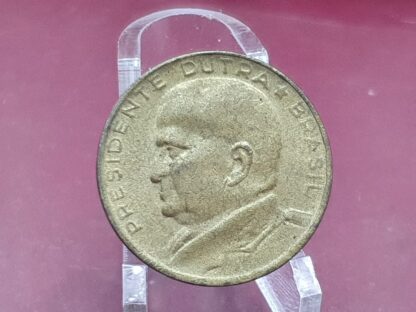 PRESIDENTE DUTRA ★ BRASIL